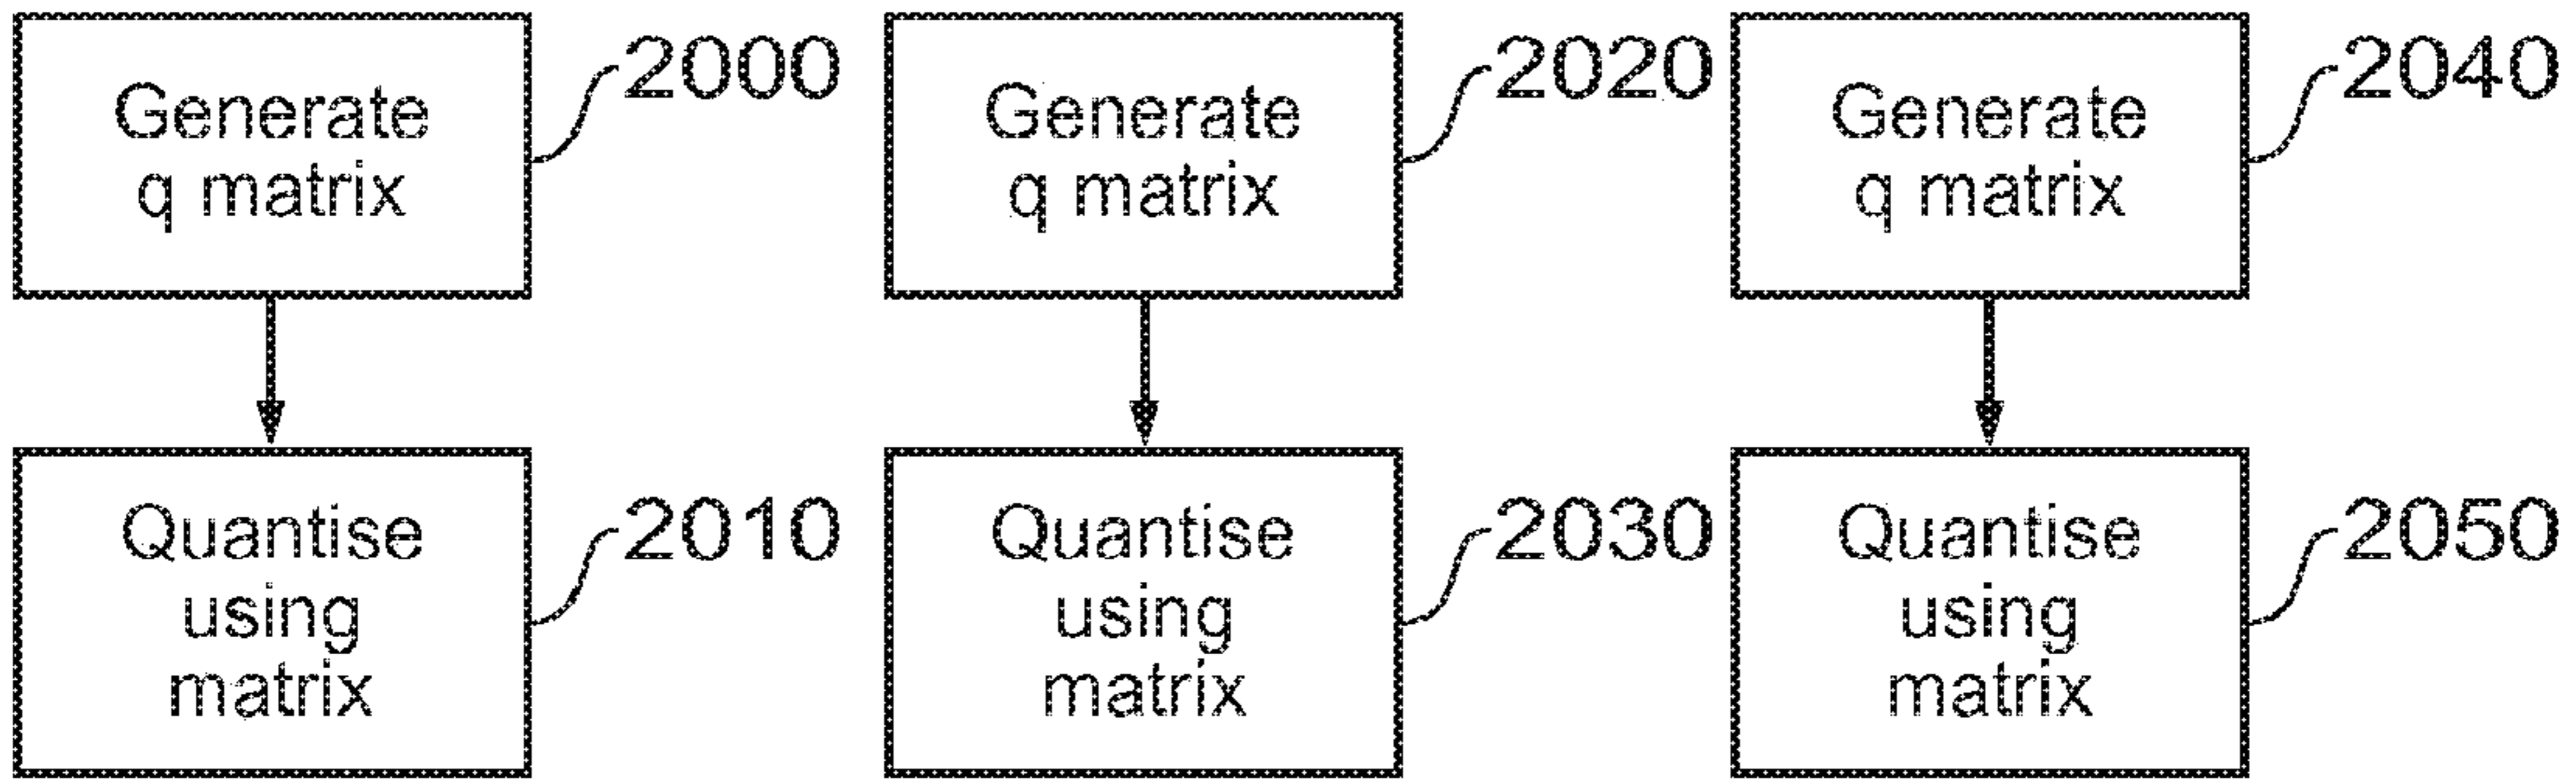 Generate
q matrix
2000
Generate
q matrix
2020
Generate
q matrix
2040
Quantise
using
matrix
2010
Quantise
using
matrix
2030
Quantise
using
matrix
2050